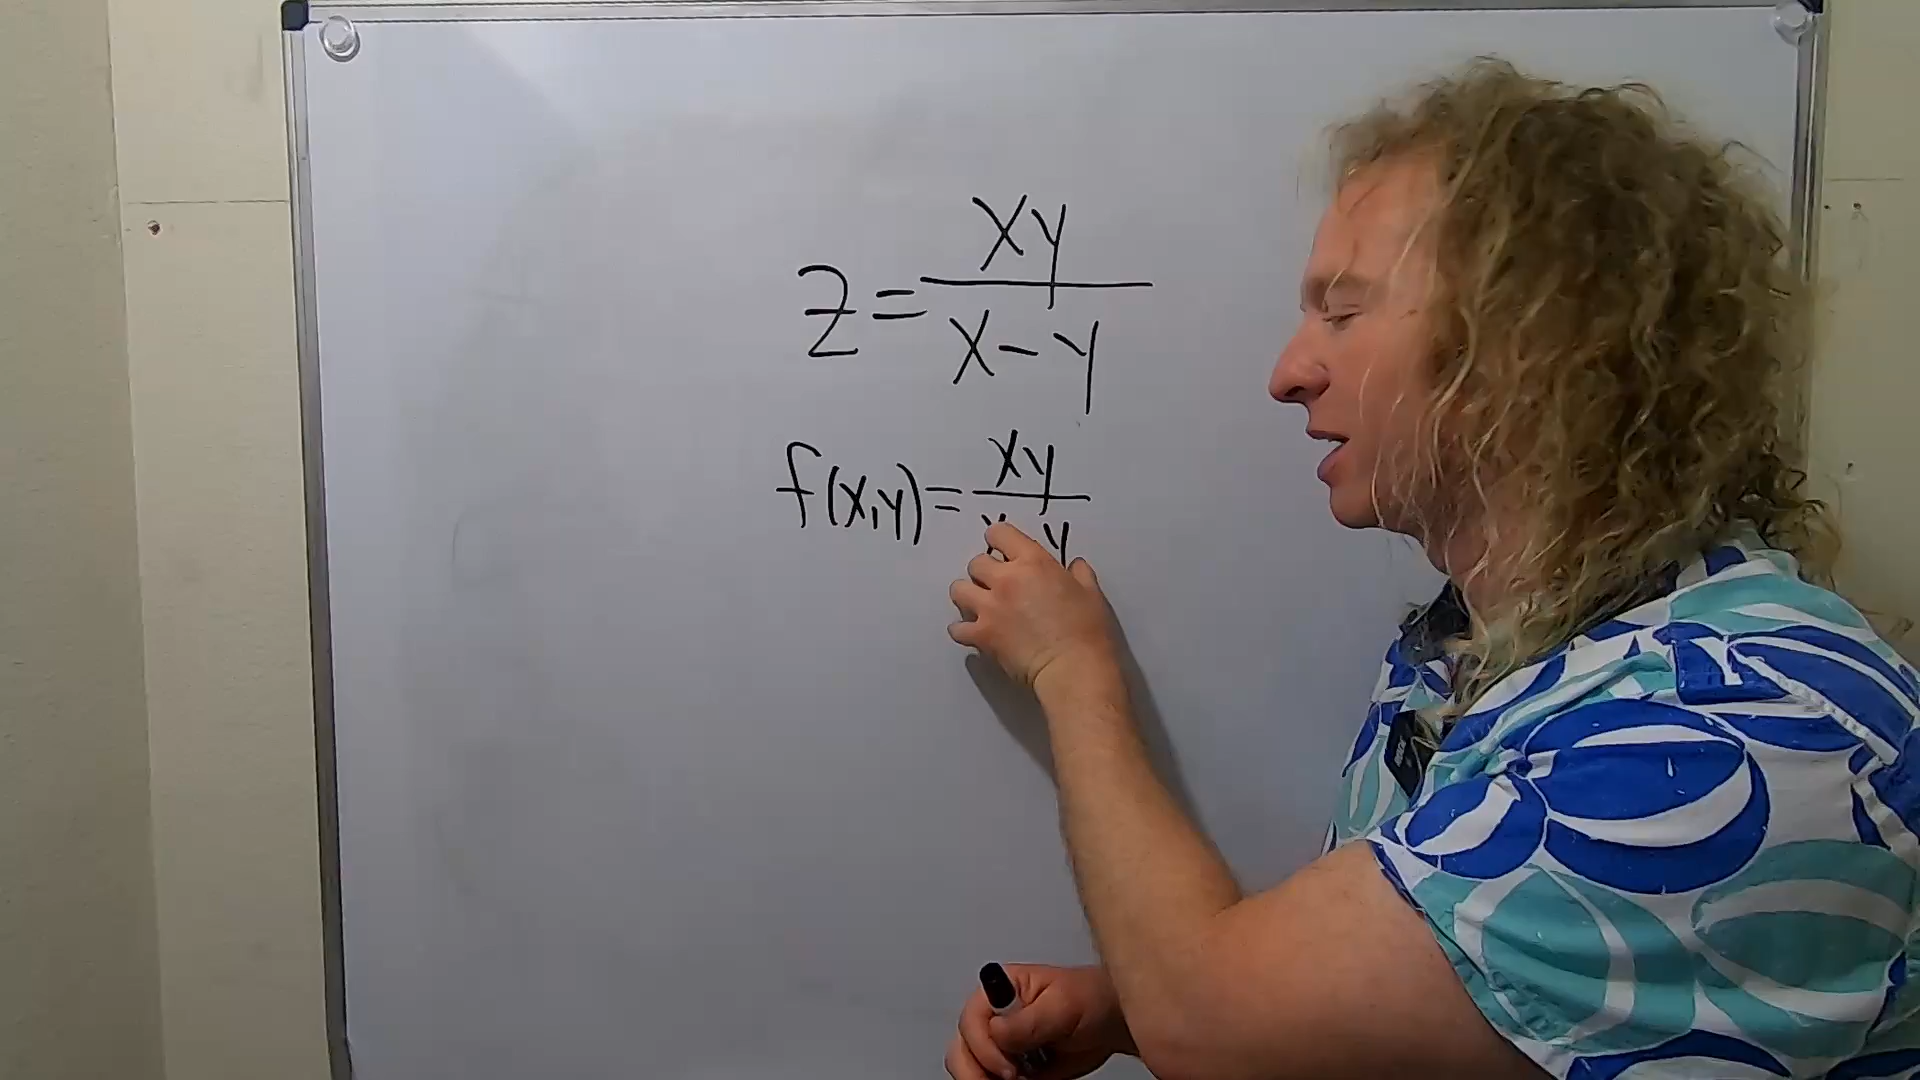 z = xy / x - y
f(x,y) = xy / x - y